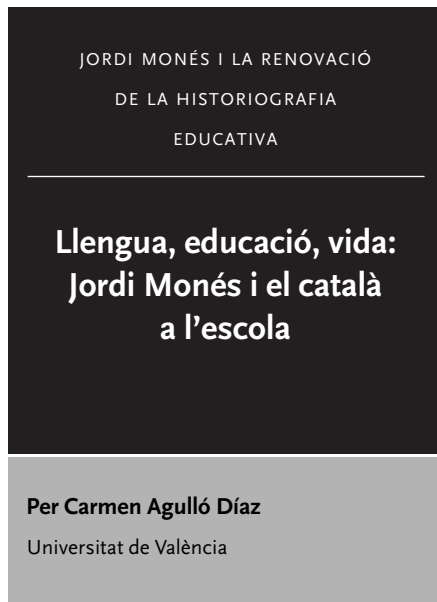 JORDI MONÉS I LA RENOVACIÓ
DE LA HISTORIOGRAFIA
EDUCATIVA
Llengua, educació, vida:
Jordi Monés i el català
a l’escola
Per Carmen Agulló Díaz
Universitat de València